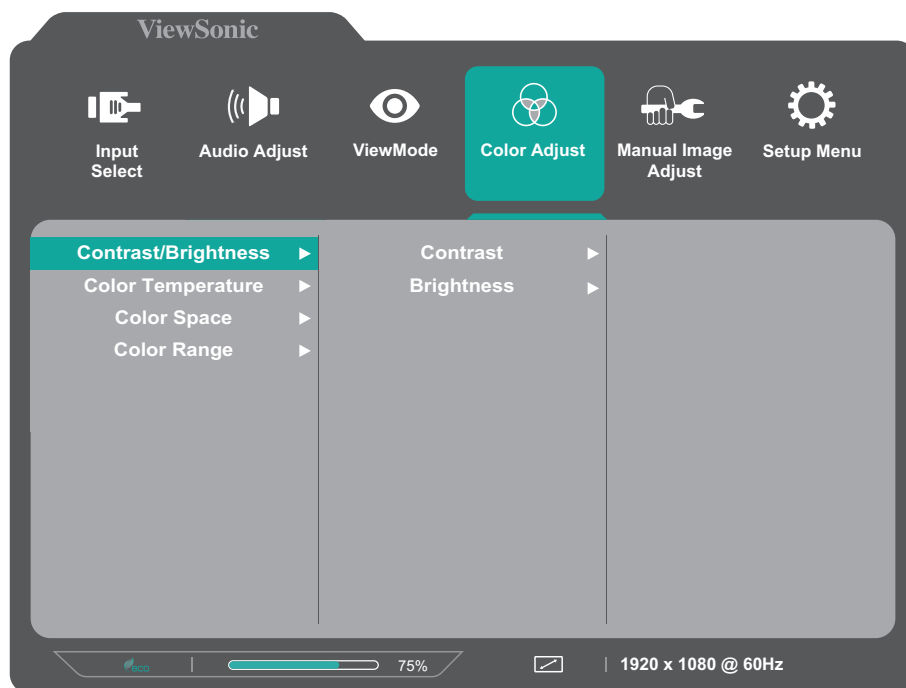 ViewSonic
Input
Select
Audio Adjust
ViewMode
Color Adjust
Manual Image
Adjust
Setup Menu
Contrast/Brightness
Color Temperature
Color Space
Color Range
Contrast
Brightness
ECO
75%
1920 x 1080 @ 60Hz